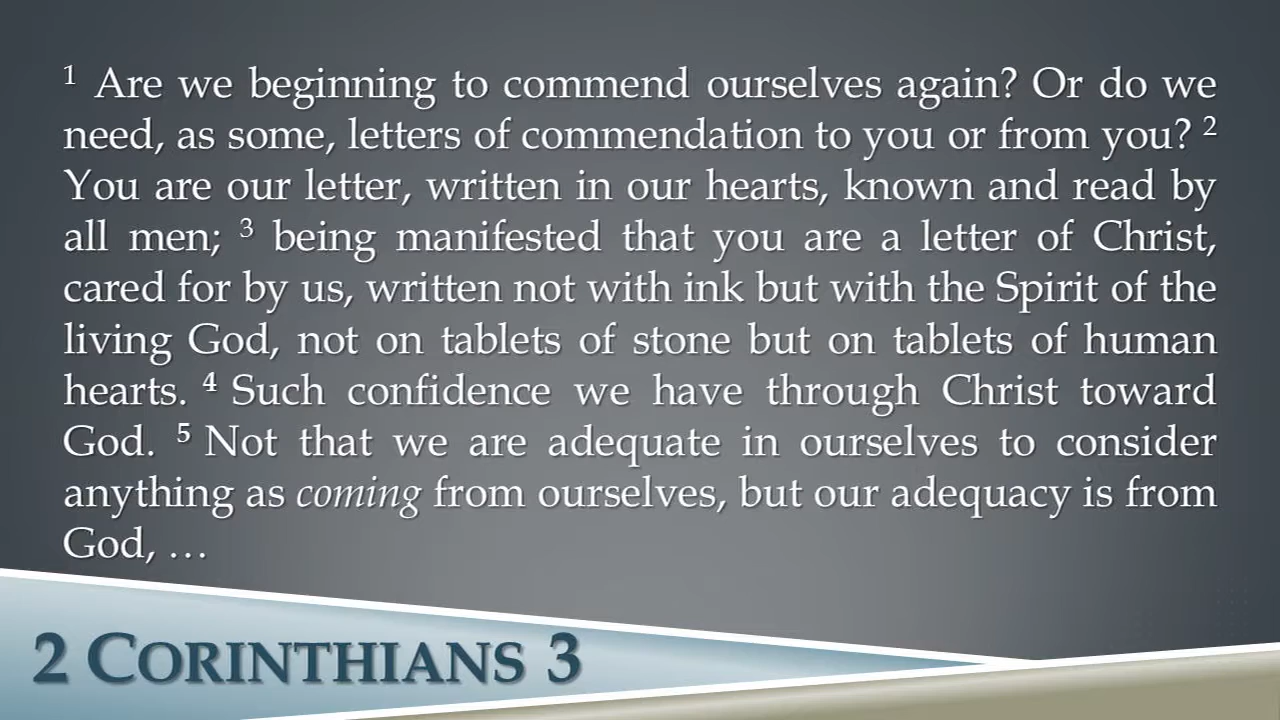 ¹ Are we beginning to commend ourselves again? Or do we
need, as some, letters of commendation to you or from you? ²
You are our letter, written in our hearts, known and read by
all men; ³ being manifested that you are a letter of Christ,
cared for by us, written not with ink but with the Spirit of the
living God, not on tablets of stone but on tablets of human
hearts. ⁴ Such confidence we have through Christ toward
God. ⁵ Not that we are adequate in ourselves to consider
anything as coming from ourselves, but our adequacy is from
God, …
2 CORINTHIANS 3